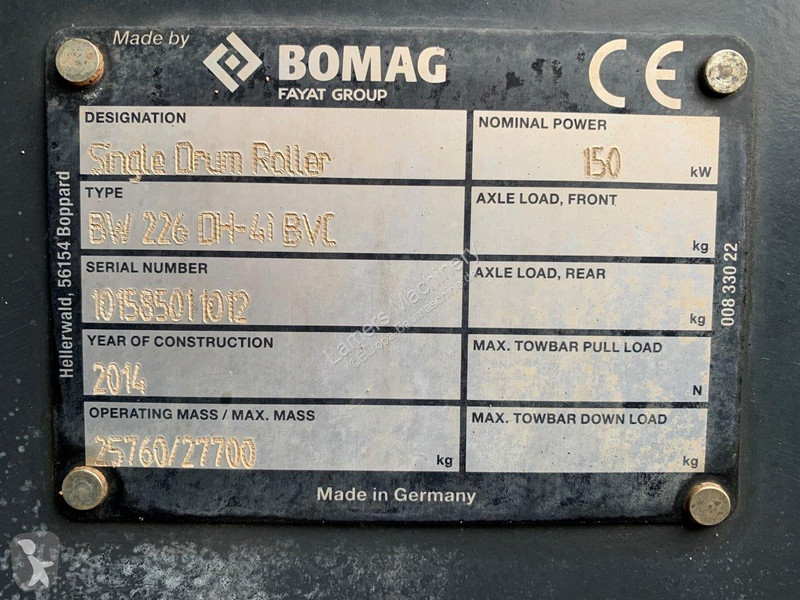 Made by
BOMAG
FAYAT GROUP
CE
DESIGNATION
Single Drum Roller
NOMINAL POWER
150 kW
TYPE
BW 226 DH-4i BVC
AXLE LOAD, FRONT
kg
SERIAL NUMBER
101585011012
AXLE LOAD, REAR
kg
YEAR OF CONSTRUCTION
2014
MAX. TOWBAR PULL LOAD
N
OPERATING MASS / MAX. MASS
25760/27700 kg
MAX. TOWBAR DOWN LOAD
kg
Made in Germany
Hellerwald, 56154 Boppard
008 330 22
Lamers Machinery